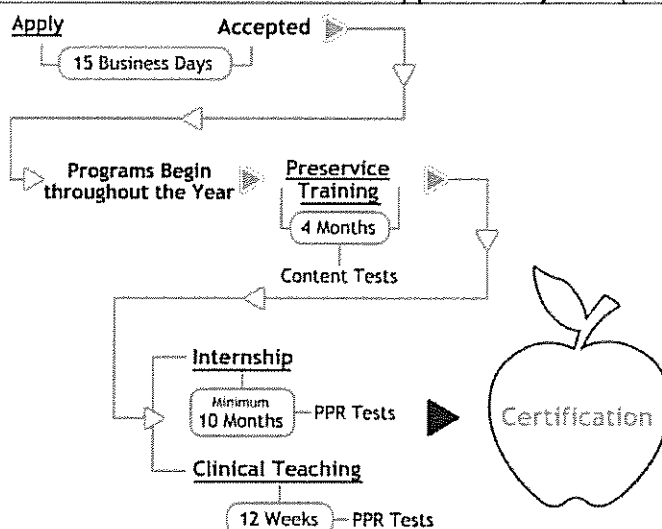 Apply
Accepted
15 Business Days
Programs Begin
throughout the Year
Preservice
Training
4 Months
Content Tests
Internship
Minimum
10 Months
PPR Tests
Certification
Clinical Teaching
12 Weeks
PPR Tests